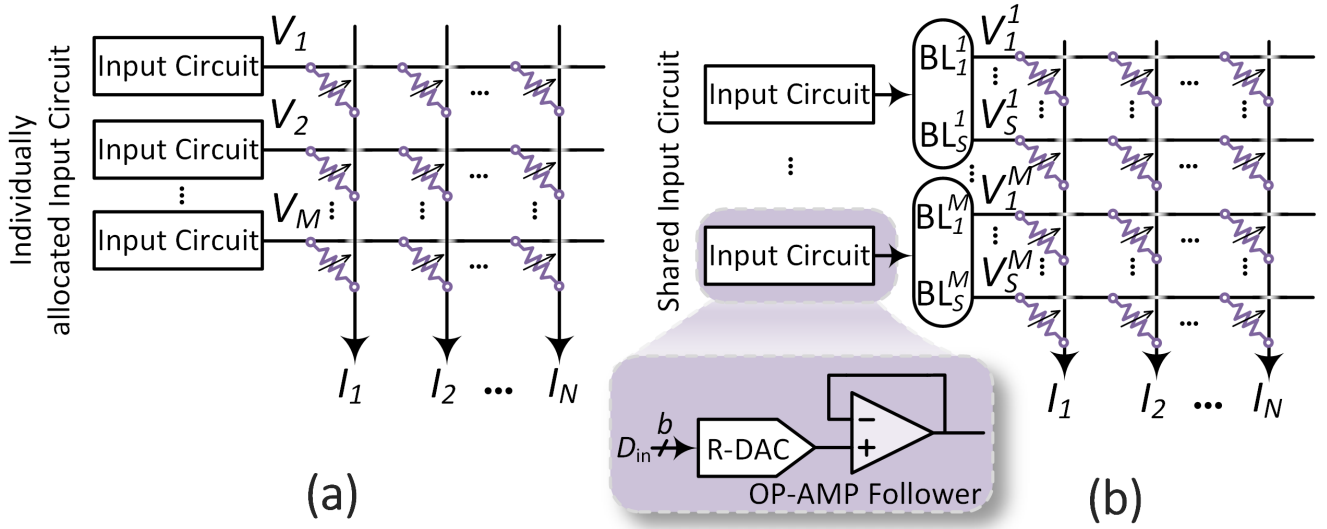 Individually
allocated Input Circuit
Input Circuit
V1
Input Circuit
V2
⋮
Input Circuit
VM
...
...
...
⋮ ⋮ ⋮
I1 I2 ... IN
(a)
Shared Input Circuit
Input Circuit
⋮
Input Circuit
BL₁¹
BLS¹
BL₁ᴹ
BLSᴹ
V₁¹
⋮
VS¹
⋮
V₁ᴹ
⋮
VSᴹ
...
...
...
...
⋮ ⋮ ⋮
⋮ ⋮ ⋮
I1 I2 ... IN
Din
b
R-DAC
−
+
OP-AMP Follower
(b)